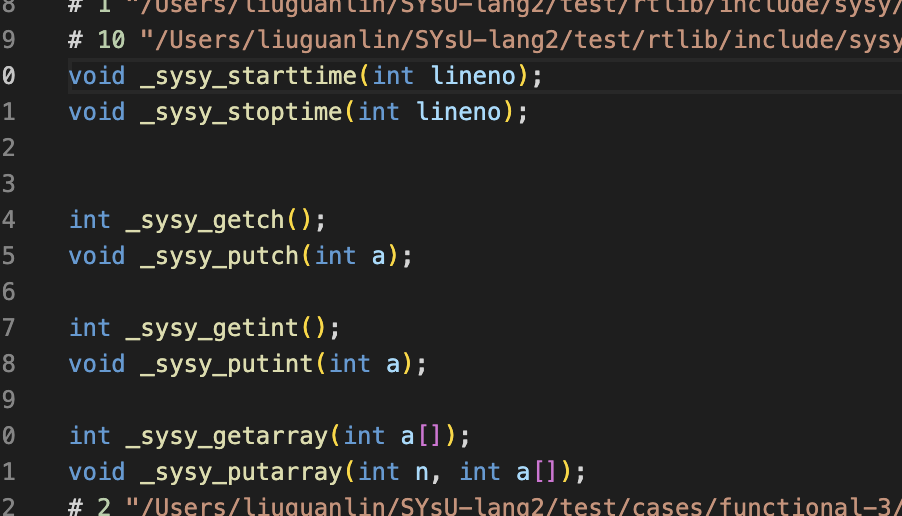 8 # 1 "/Users/liuguanlin/SYsU-lang2/test/rtlib/include/sysy/
9 # 10 "/Users/liuguanlin/SYsU-lang2/test/rtlib/include/sysy
0 void _sysy_starttime(int lineno);
1 void _sysy_stoptime(int lineno);
2
3
4 int _sysy_getch();
5 void _sysy_putch(int a);
6
7 int _sysy_getint();
8 void _sysy_putint(int a);
9
0 int _sysy_getarray(int a[]);
1 void _sysy_putarray(int n, int a[]);
2 # 2 "/Users/liuguanlin/SYsU-lang2/test/cases/functional-3/